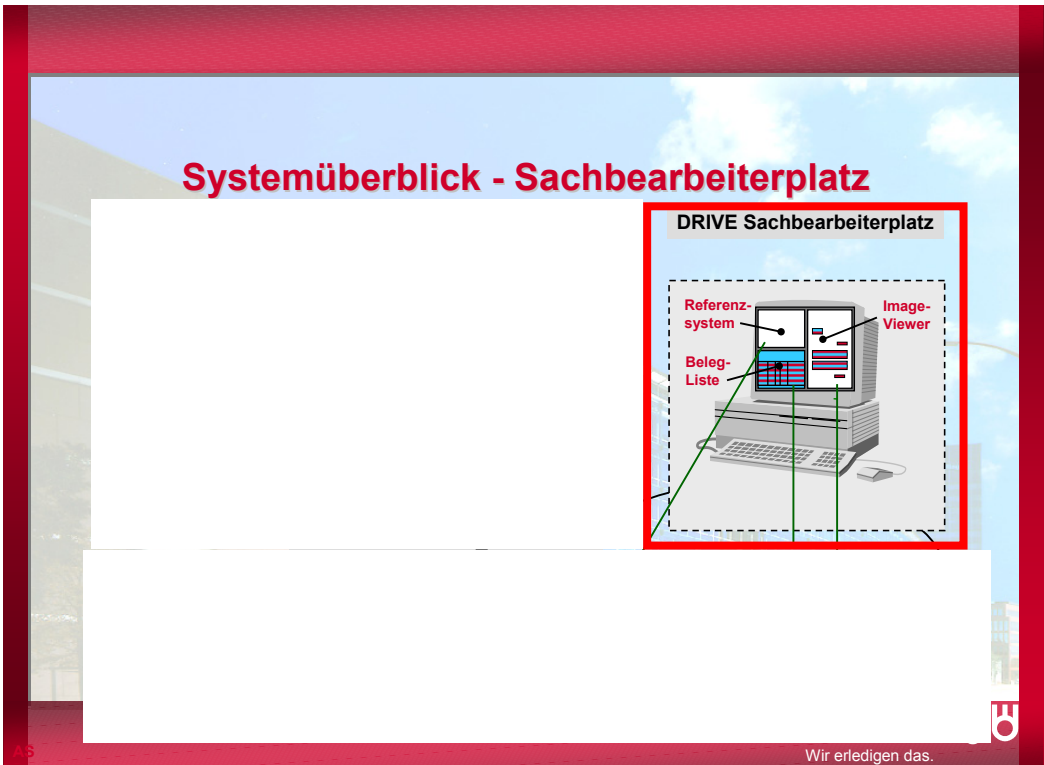 Systemüberblick - Sachbearbeiterplatz
DRIVE Sachbearbeiterplatz
Referenz-
system
Image-
Viewer
Beleg-
Liste
AS
Wir erledigen das.